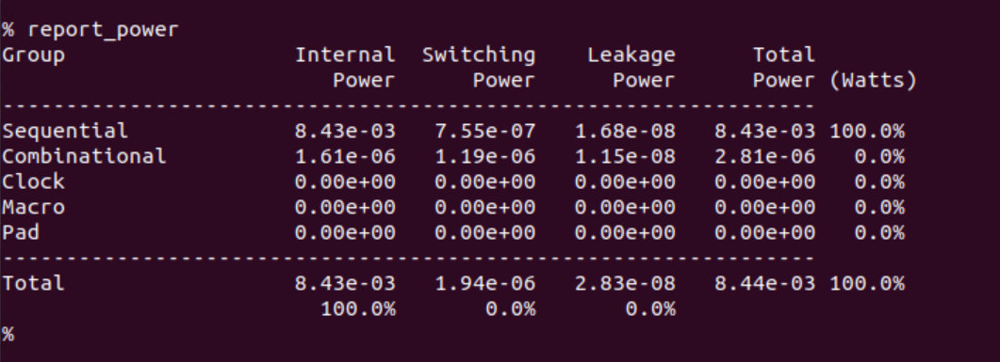 % report_power
Group                  Internal  Switching    Leakage      Total
                          Power      Power      Power      Power (Watts)
----------------------------------------------------------------
Sequential             8.43e-03   7.55e-07   1.68e-08   8.43e-03 100.0%
Combinational          1.61e-06   1.19e-06   1.15e-08   2.81e-06   0.0%
Clock                  0.00e+00   0.00e+00   0.00e+00   0.00e+00   0.0%
Macro                  0.00e+00   0.00e+00   0.00e+00   0.00e+00   0.0%
Pad                    0.00e+00   0.00e+00   0.00e+00   0.00e+00   0.0%
----------------------------------------------------------------
Total                  8.43e-03   1.94e-06   2.83e-08   8.44e-03 100.0%
                         100.0%       0.0%       0.0%
%